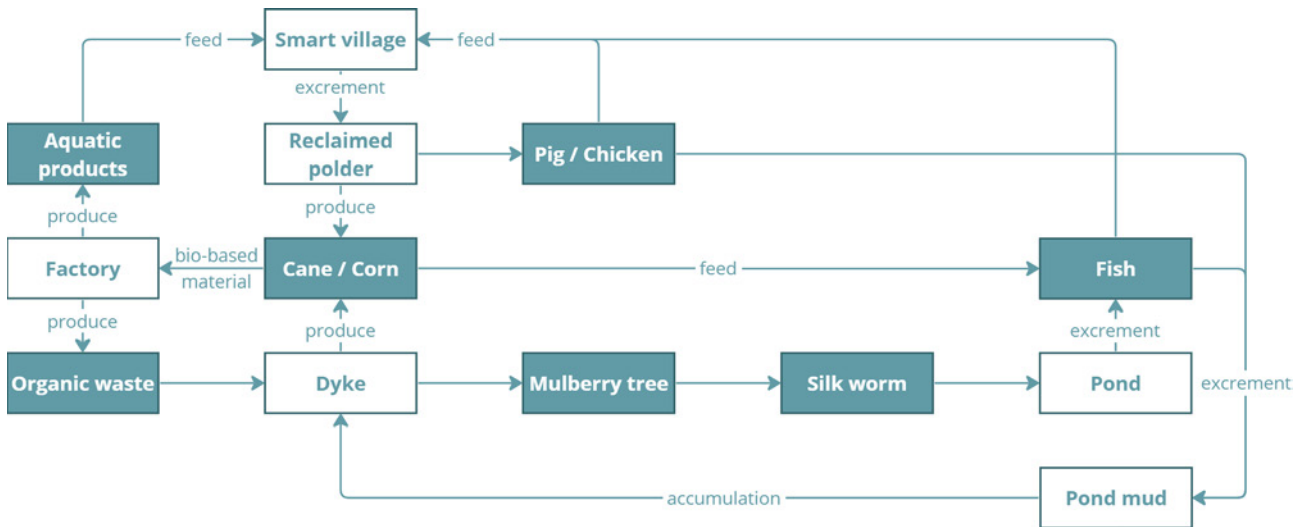 feed
Smart village
feed
excrement
Aquatic
products
Reclaimed
polder
Pig / Chicken
produce
produce
Factory
bio-based
material
Cane / Corn
feed
Fish
produce
produce
excrement
Organic waste
Dyke
Mulberry tree
Silk worm
Pond
excrement
accumulation
Pond mud